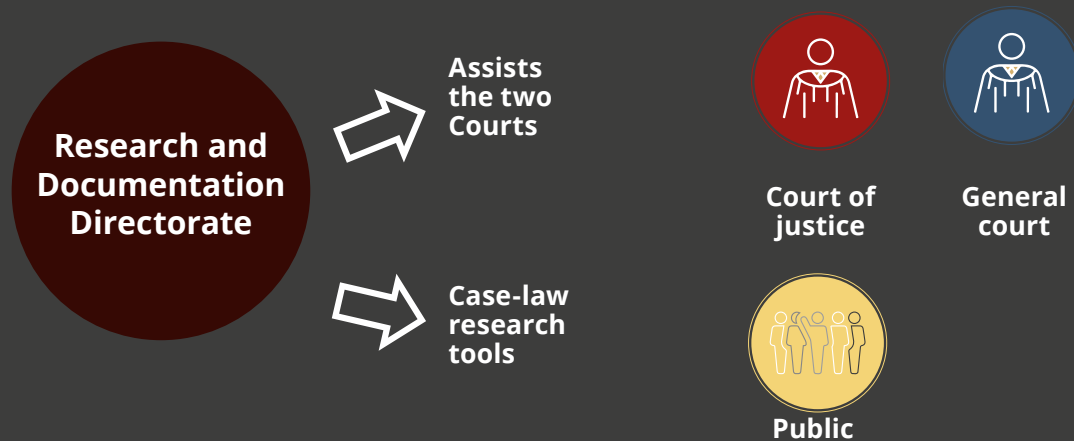 Research and
Documentation
Directorate
Assists
the two
Courts
Court of
justice
General
court
Case-law
research
tools
Public